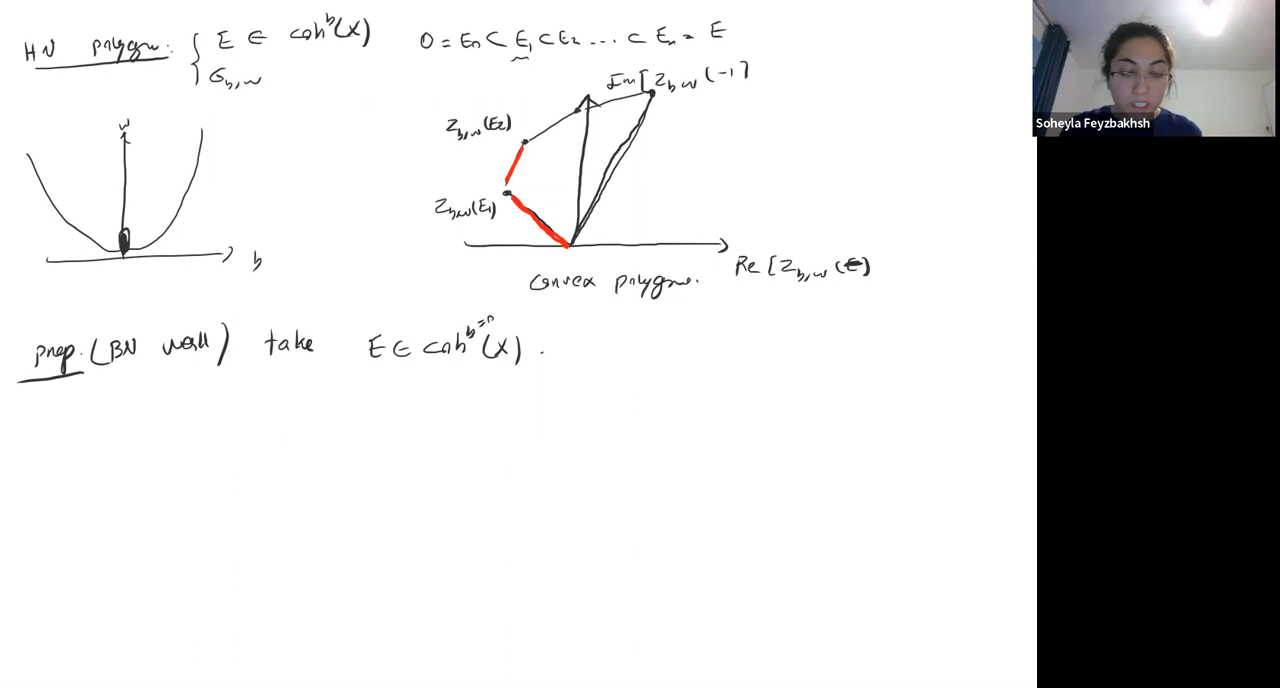 HN polygon: { E ∈ Coh^b(X)
σ_{b,w}
0 = E_0 ⊂ E_1 ⊂ E_2 ... ⊂ E_n = E
Im[Z_{b,w}(-)]
Z_{b,w}(E_2)
Z_{b,w}(E_1)
w
b
Re[Z_{b,w}(E)
Convex polygon.
prop. (BN wall) take E ∈ Coh^{b=0}(X).
Soheyla Feyzbakhsh